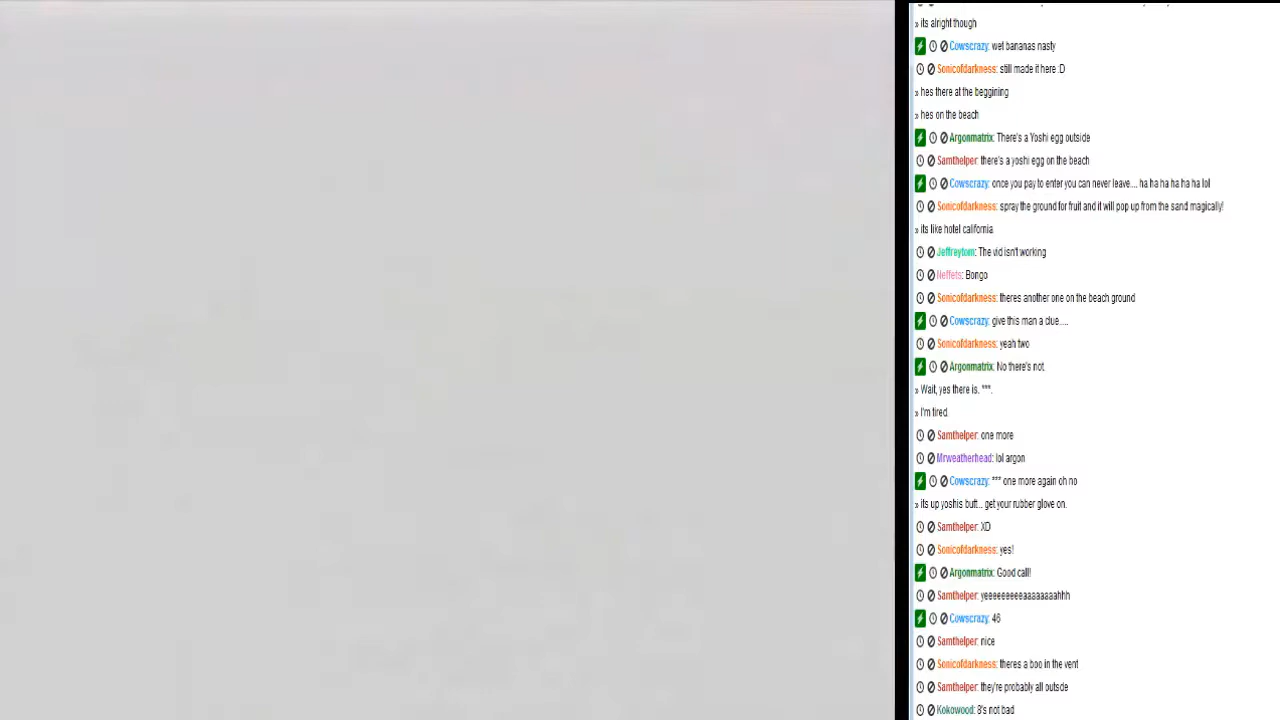 » its alright though
Cowscrazy: wet bananas nasty
Sonicofdarkness: still made it here :D
» hes there at the beggining
» hes on the beach
Argonmatrix: There's a Yoshi egg outside
Samthelper: there's a yoshi egg on the beach
Cowscrazy: once you pay to enter you can never leave.... ha ha ha ha ha ha lol
Sonicofdarkness: spray the ground for fruit and it will pop up from the sand magically!
» its like hotel california
Jeffreytom: The vid isn't working
Neffets: Bongo
Sonicofdarkness: theres another one on the beach ground
Cowscrazy: give this man a clue....
Sonicofdarkness: yeah two
Argonmatrix: No there's not.
» Wait, yes there is. ***.
» I'm tired.
Samthelper: one more
Mrweatherhead: lol argon
Cowscrazy: *** one more again oh no
» its up yoshis butt... get your rubber glove on.
Samthelper: XD
Sonicofdarkness: yes!
Argonmatrix: Good call!
Samthelper: yeeeeeeeeeaaaaaaaahhh
Cowscrazy: 46
Samthelper: nice
Sonicofdarkness: theres a boo in the vent
Samthelper: they're probably all outsde
Kokowood: 8's not bad